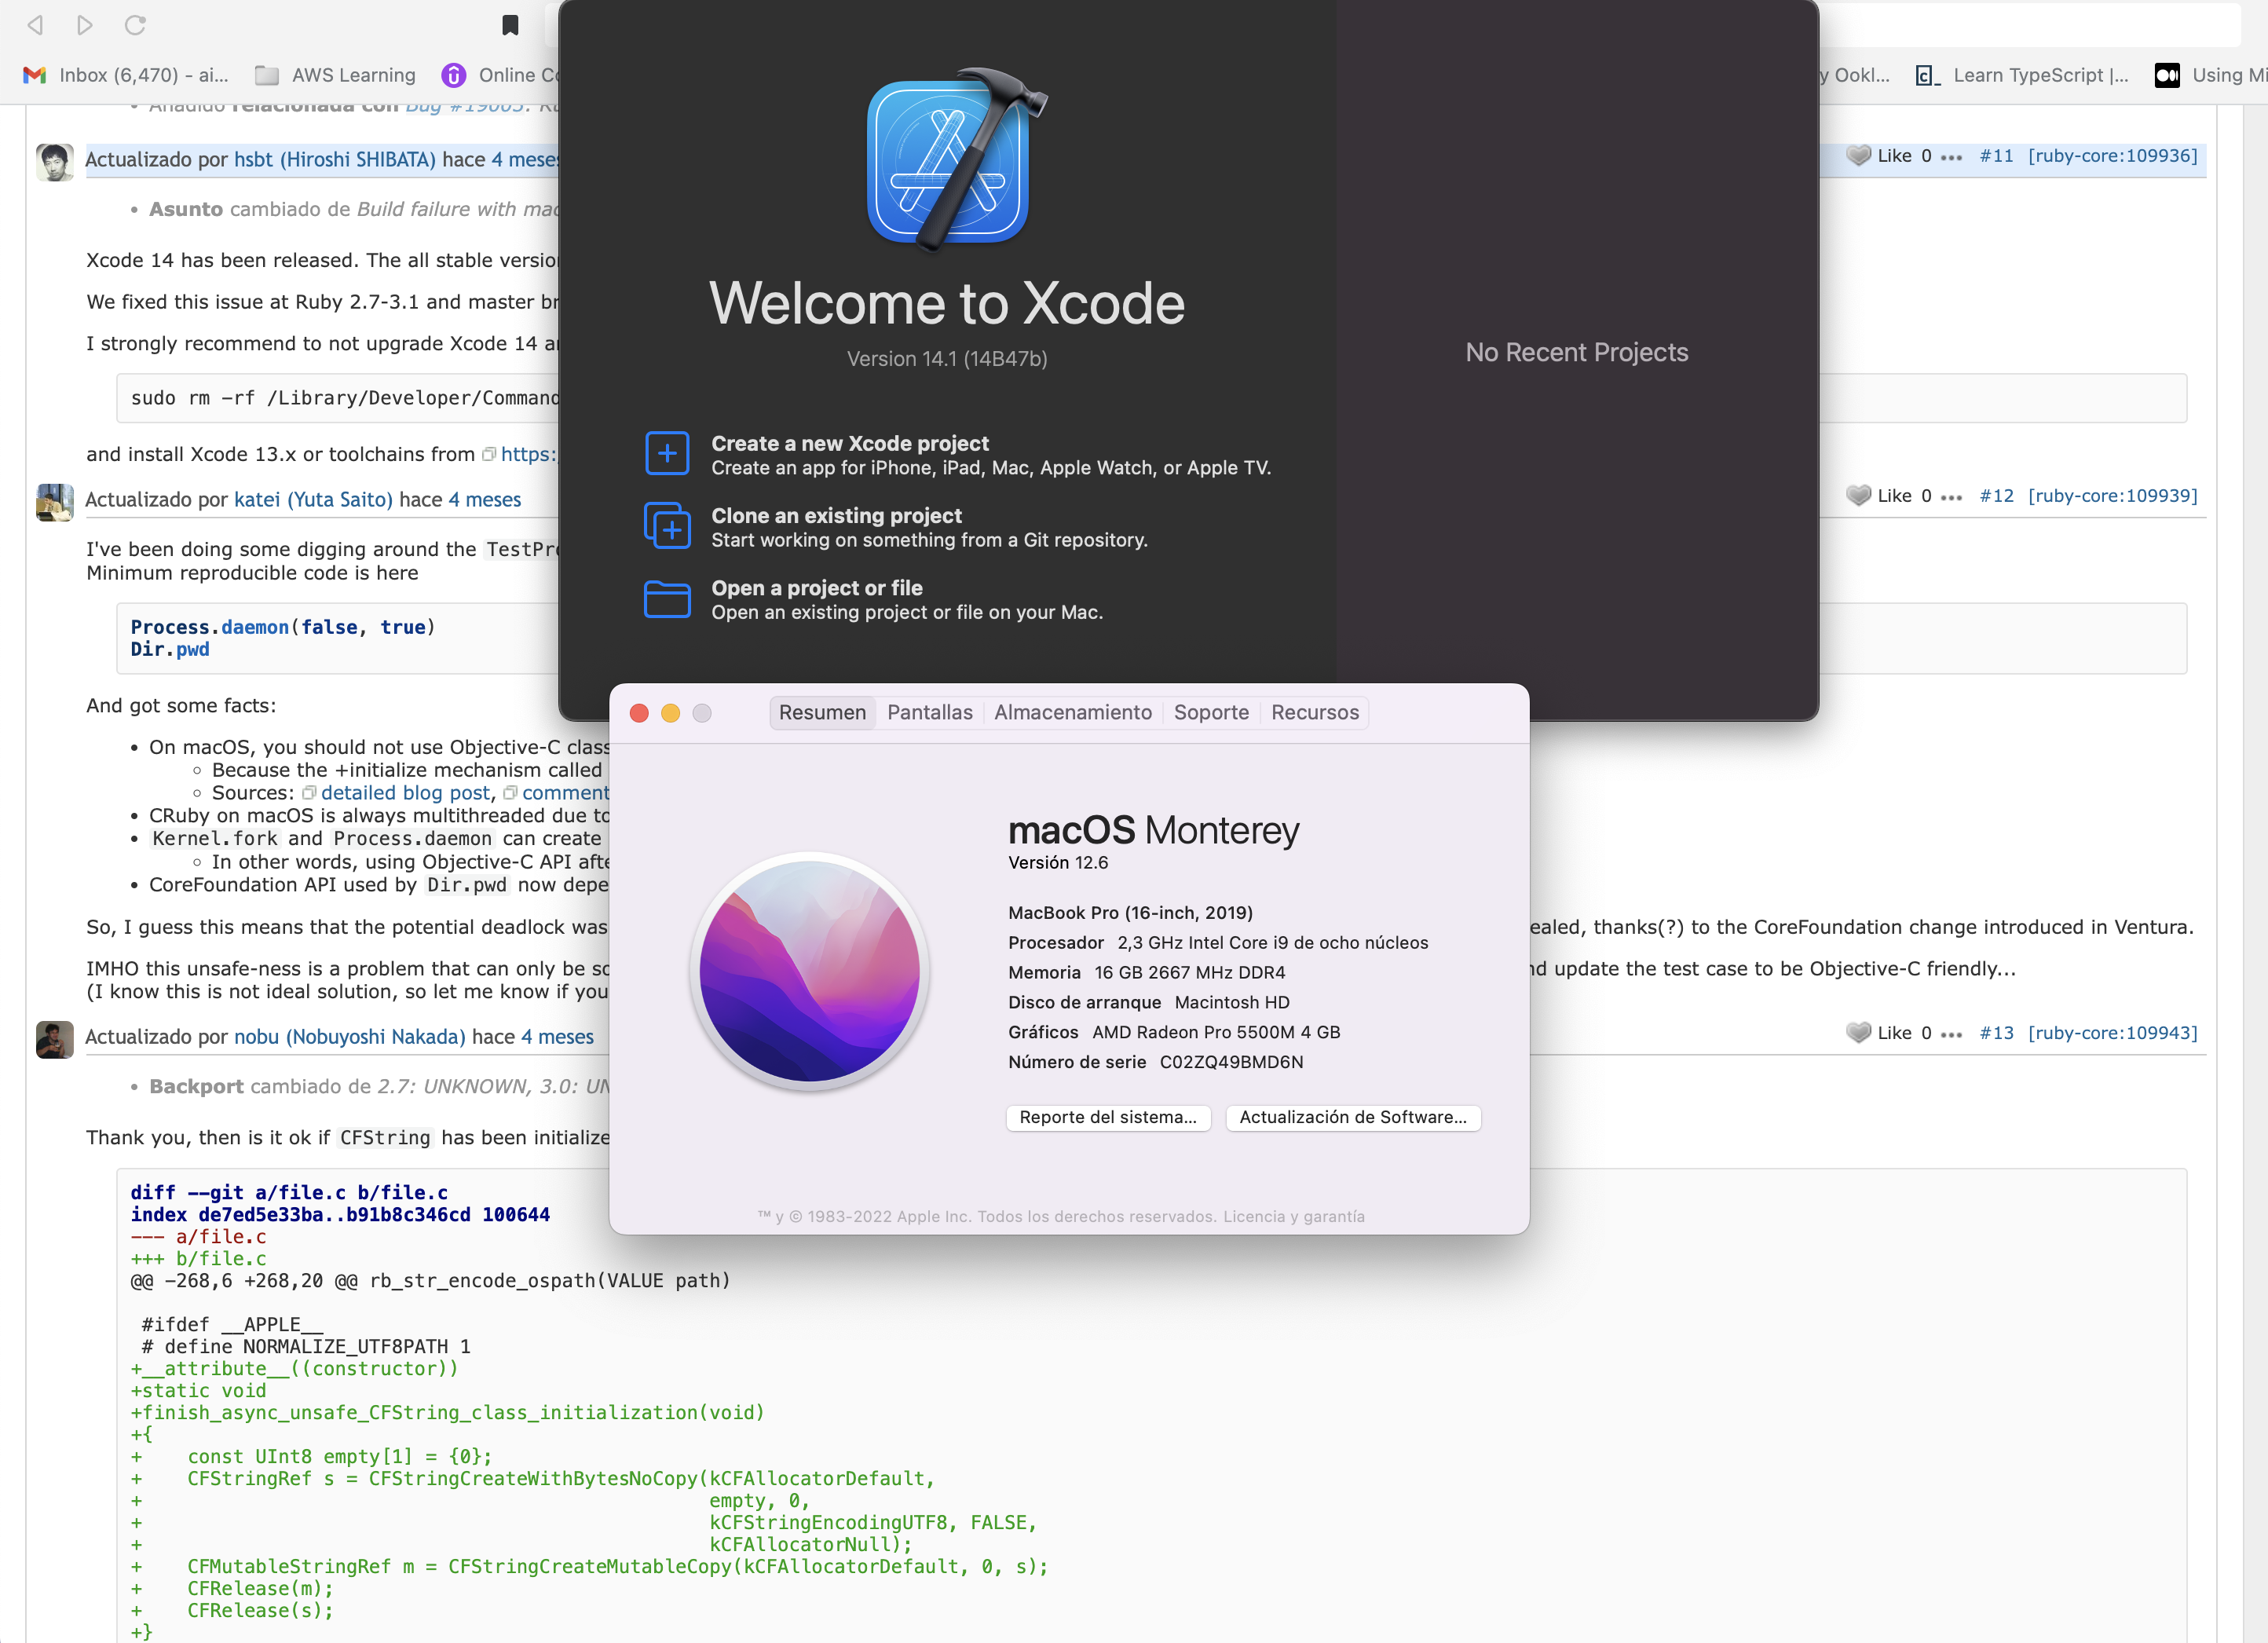 Inbox (6,470) - ai...
AWS Learning
Online Co
y Ookl...
Learn TypeScript |...
Using Mi
Añadido relacionada con Bug #19005:
Actualizado por hsbt (Hiroshi SHIBATA) hace 4 meses
Like 0 ••• #11 [ruby-core:109936]
• Asunto cambiado de Build failure with mac
Xcode 14 has been released. The all stable versio
We fixed this issue at Ruby 2.7-3.1 and master br
I strongly recommend to not upgrade Xcode 14 a
sudo rm -rf /Library/Developer/Command
and install Xcode 13.x or toolchains from https:/
Actualizado por katei (Yuta Saito) hace 4 meses
Like 0 ••• #12 [ruby-core:109939]
I've been doing some digging around the TestPro
Minimum reproducible code is here
Process.daemon(false, true)
Dir.pwd
And got some facts:
• On macOS, you should not use Objective-C class
◦ Because the +initialize mechanism called
◦ Sources: detailed blog post, comment
• CRuby on macOS is always multithreaded due to
• Kernel.fork and Process.daemon can create
◦ In other words, using Objective-C API afte
• CoreFoundation API used by Dir.pwd now depe
So, I guess this means that the potential deadlock was
ealed, thanks(?) to the CoreFoundation change introduced in Ventura.
IMHO this unsafe-ness is a problem that can only be so
nd update the test case to be Objective-C friendly...
(I know this is not ideal solution, so let me know if you
Actualizado por nobu (Nobuyoshi Nakada) hace 4 meses
Like 0 ••• #13 [ruby-core:109943]
• Backport cambiado de 2.7: UNKNOWN, 3.0: UN
Thank you, then is it ok if CFString has been initialize
diff --git a/file.c b/file.c
index de7ed5e33ba..b91b8c346cd 100644
--- a/file.c
+++ b/file.c
@@ -268,6 +268,20 @@ rb_str_encode_ospath(VALUE path)
#ifdef __APPLE__
# define NORMALIZE_UTF8PATH 1
+__attribute__((constructor))
+static void
+finish_async_unsafe_CFString_class_initialization(void)
+{
+    const UInt8 empty[1] = {0};
+    CFStringRef s = CFStringCreateWithBytesNoCopy(kCFAllocatorDefault,
+                                                  empty, 0,
+                                                  kCFStringEncodingUTF8, FALSE,
+                                                  kCFAllocatorNull);
+    CFMutableStringRef m = CFStringCreateMutableCopy(kCFAllocatorDefault, 0, s);
+    CFRelease(m);
+    CFRelease(s);
+}
Welcome to Xcode
Version 14.1 (14B47b)
Create a new Xcode project
Create an app for iPhone, iPad, Mac, Apple Watch, or Apple TV.
Clone an existing project
Start working on something from a Git repository.
Open a project or file
Open an existing project or file on your Mac.
No Recent Projects
Resumen
Pantallas
Almacenamiento
Soporte
Recursos
macOS Monterey
Versión 12.6
MacBook Pro (16-inch, 2019)
Procesador 2,3 GHz Intel Core i9 de ocho núcleos
Memoria 16 GB 2667 MHz DDR4
Disco de arranque Macintosh HD
Gráficos AMD Radeon Pro 5500M 4 GB
Número de serie C02ZQ49BMD6N
Reporte del sistema...
Actualización de Software...
™ y © 1983-2022 Apple Inc. Todos los derechos reservados. Licencia y garantía